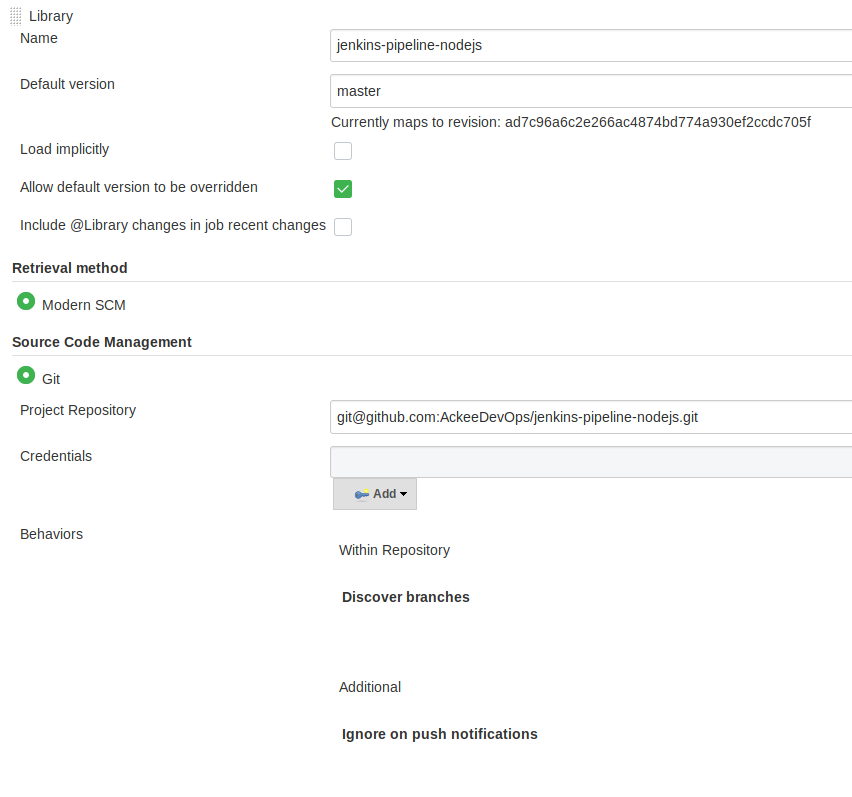 Library
Name
jenkins-pipeline-nodejs
Default version
master
Currently maps to revision: ad7c96a6c2e266ac4874bd774a930ef2ccdc705f
Load implicitly
Allow default version to be overridden
Include @Library changes in job recent changes
Retrieval method
Modern SCM
Source Code Management
Git
Project Repository
git@github.com:AckeeDevOps/jenkins-pipeline-nodejs.git
Credentials
Add
Behaviors
Within Repository
Discover branches
Additional
Ignore on push notifications